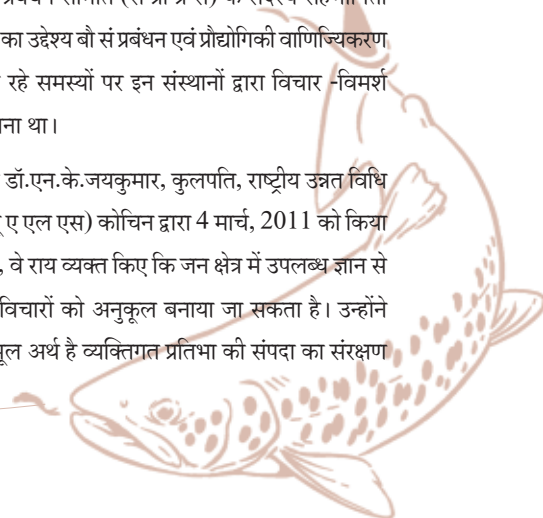 का उद्देश्य बौ सं प्रबंधन एवं प्रौद्योगिकी वाणिज्यिकरण
रहे समस्यों पर इन संस्थानों द्वारा विचार -विमर्श
था।
डॉ.एन.के.जयकुमार, कुलपति, राष्ट्रीय उन्नत विधि
ए एल एस) कोचिन द्वारा 4 मार्च, 2011 को किया
, वे राय व्यक्त किए कि जन क्षेत्र में उपलब्ध ज्ञान से
विचारों को अनुकूल बनाया जा सकता है। उन्होंने
अर्थ है व्यक्तिगत प्रतिभा की संपदा का संरक्षण